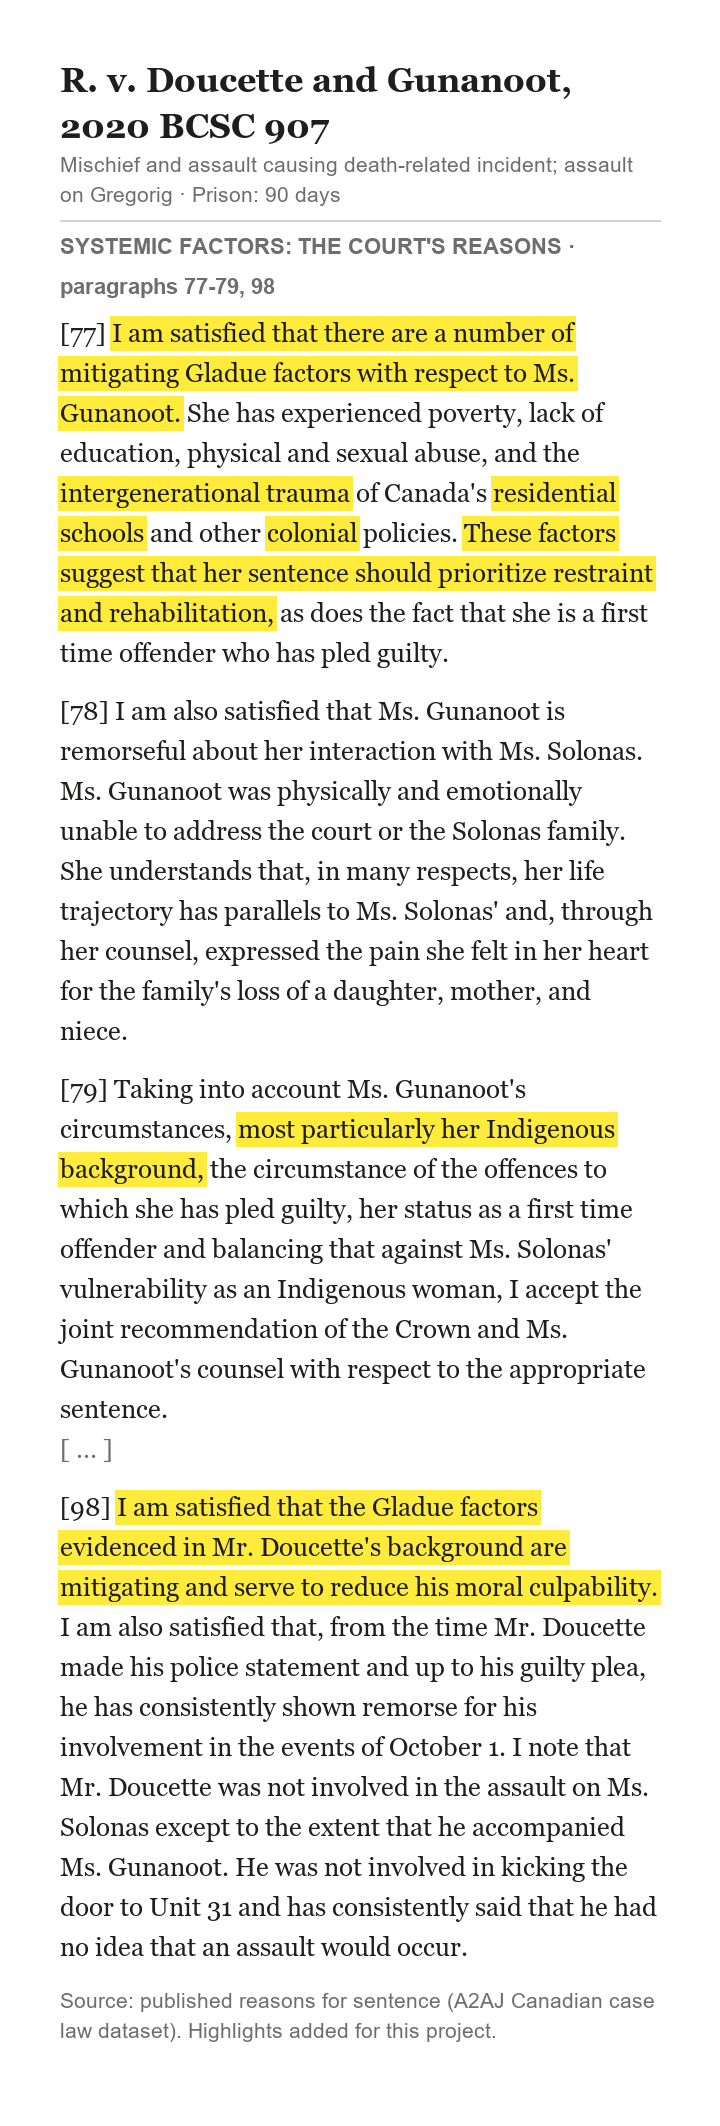 R. v. Doucette and Gunanoot,
2020 BCSC 907
Mischief and assault causing death-related incident; assault
on Gregorig · Prison: 90 days
SYSTEMIC FACTORS: THE COURT'S REASONS ·
paragraphs 77-79, 98
[77] I am satisfied that there are a number of
mitigating Gladue factors with respect to Ms.
Gunanoot. She has experienced poverty, lack of
education, physical and sexual abuse, and the
intergenerational trauma of Canada's residential
schools and other colonial policies. These factors
suggest that her sentence should prioritize restraint
and rehabilitation, as does the fact that she is a first
time offender who has pled guilty.
[78] I am also satisfied that Ms. Gunanoot is
remorseful about her interaction with Ms. Solonas.
Ms. Gunanoot was physically and emotionally
unable to address the court or the Solonas family.
She understands that, in many respects, her life
trajectory has parallels to Ms. Solonas' and, through
her counsel, expressed the pain she felt in her heart
for the family's loss of a daughter, mother, and
niece.
[79] Taking into account Ms. Gunanoot's
circumstances, most particularly her Indigenous
background, the circumstance of the offences to
which she has pled guilty, her status as a first time
offender and balancing that against Ms. Solonas'
vulnerability as an Indigenous woman, I accept the
joint recommendation of the Crown and Ms.
Gunanoot's counsel with respect to the appropriate
sentence.
[ ... ]
[98] I am satisfied that the Gladue factors
evidenced in Mr. Doucette's background are
mitigating and serve to reduce his moral culpability.
I am also satisfied that, from the time Mr. Doucette
made his police statement and up to his guilty plea,
he has consistently shown remorse for his
involvement in the events of October 1. I note that
Mr. Doucette was not involved in the assault on Ms.
Solonas except to the extent that he accompanied
Ms. Gunanoot. He was not involved in kicking the
door to Unit 31 and has consistently said that he had
no idea that an assault would occur.
Source: published reasons for sentence (A2AJ Canadian case
law dataset). Highlights added for this project.